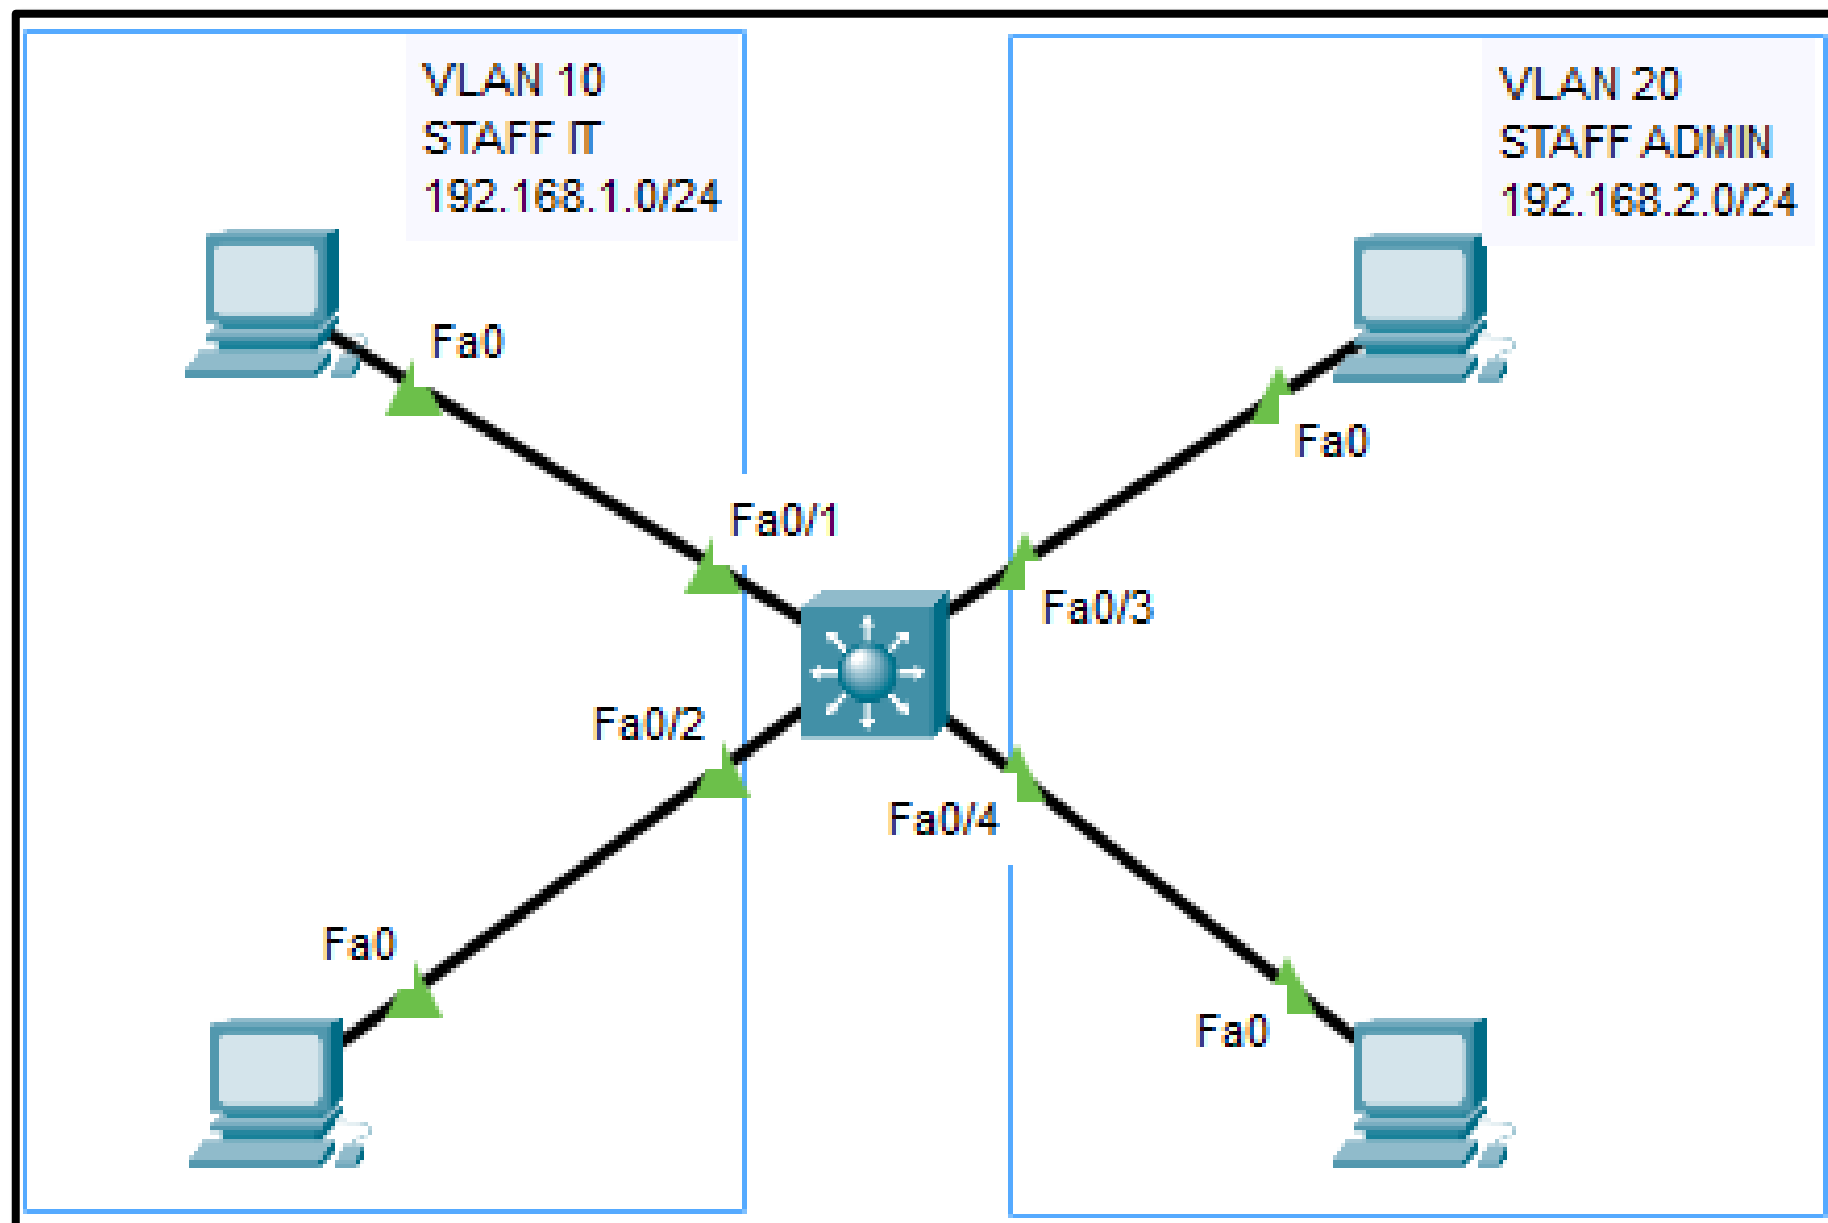 VLAN 10
STAFF IT
192.168.1.0/24
VLAN 20
STAFF ADMIN
192.168.2.0/24
Fa0
Fa0
Fa0/1
Fa0/3
Fa0/2
Fa0/4
Fa0
Fa0